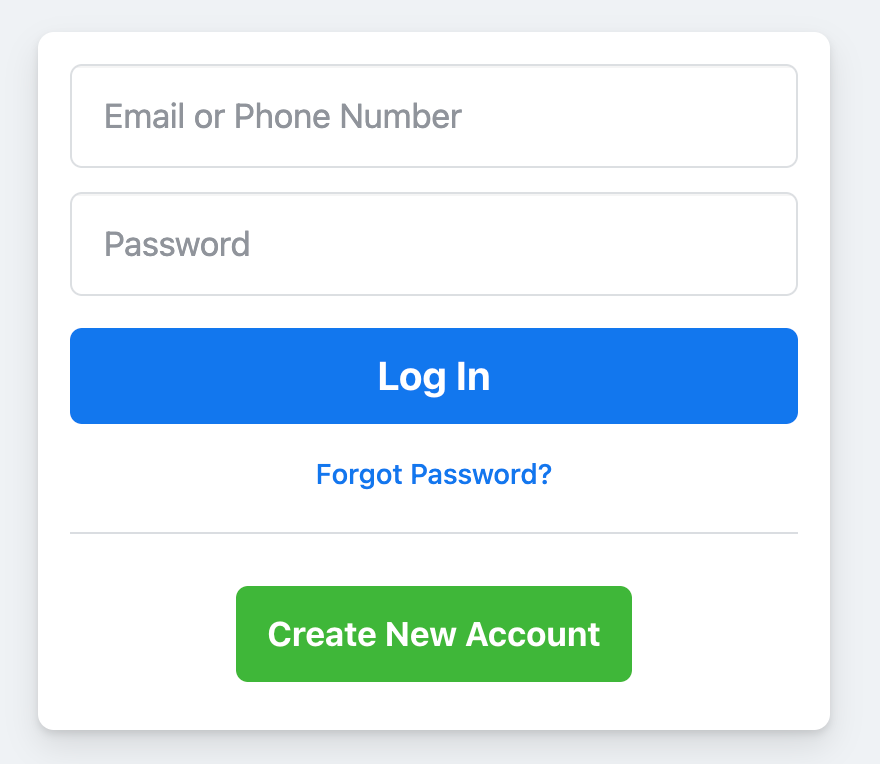 Email or Phone Number
Password
Log In
Forgot Password?
Create New Account